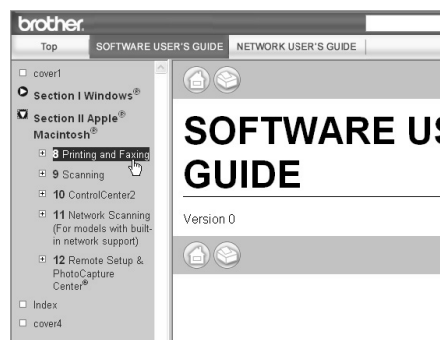 brother.
Top SOFTWARE USER'S GUIDE NETWORK USER'S GUIDE
cover1
Section I Windows®
Section II Apple®
Macintosh®
8 Printing and Faxing
9 Scanning
10 ControlCenter2
11 Network Scanning
(For models with built-
in network support)
12 Remote Setup &
PhotoCapture
Center®
Index
cover4
SOFTWARE US
GUIDE
Version 0